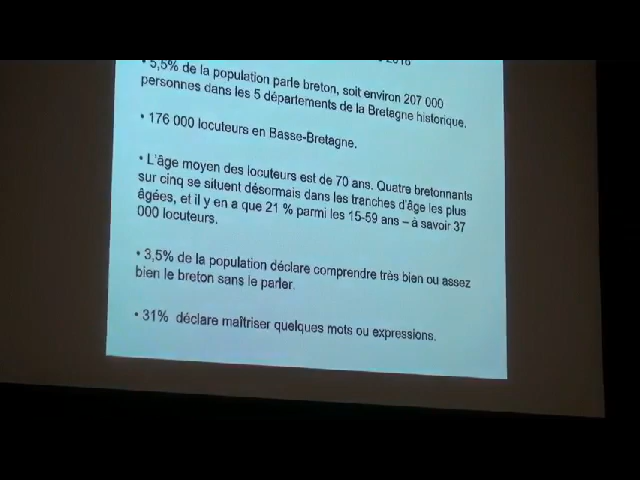 2018
• 5,5% de la population parle breton, soit environ 207 000
personnes dans les 5 départements de la Bretagne historique.
• 176 000 locuteurs en Basse-Bretagne.
• L'âge moyen des locuteurs est de 70 ans. Quatre bretonnants
sur cinq se situent désormais dans les tranches d'âge les plus
âgées, et il y en a que 21 % parmi les 15-59 ans – à savoir 37
000 locuteurs.
• 3,5% de la population déclare comprendre très bien ou assez
bien le breton sans le parler.
• 31% déclare maîtriser quelques mots ou expressions.